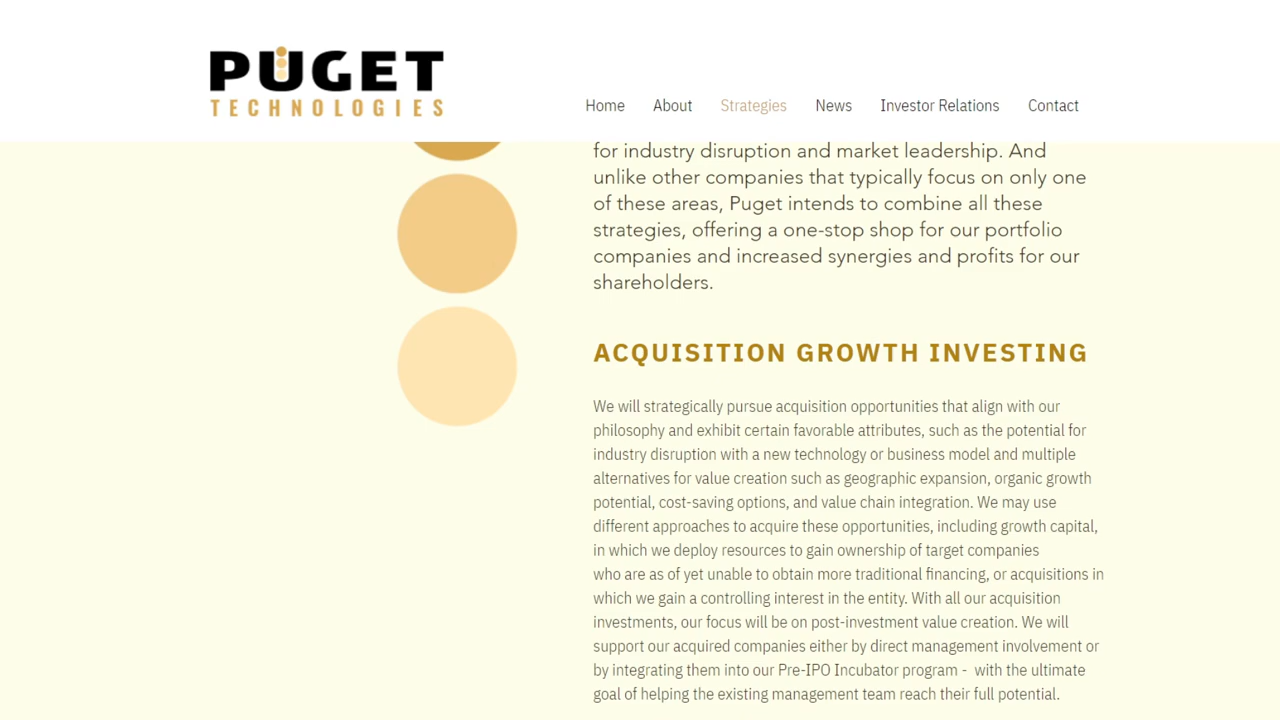 PUGET
TECHNOLOGIES
Home About Strategies News Investor Relations Contact
for industry disruption and market leadership. And
unlike other companies that typically focus on only one
of these areas, Puget intends to combine all these
strategies, offering a one-stop shop for our portfolio
companies and increased synergies and profits for our
shareholders.
ACQUISITION GROWTH INVESTING
We will strategically pursue acquisition opportunities that align with our
philosophy and exhibit certain favorable attributes, such as the potential for
industry disruption with a new technology or business model and multiple
alternatives for value creation such as geographic expansion, organic growth
potential, cost-saving options, and value chain integration. We may use
different approaches to acquire these opportunities, including growth capital,
in which we deploy resources to gain ownership of target companies
who are as of yet unable to obtain more traditional financing, or acquisitions in
which we gain a controlling interest in the entity. With all our acquisition
investments, our focus will be on post-investment value creation. We will
support our acquired companies either by direct management involvement or
by integrating them into our Pre-IPO Incubator program -  with the ultimate
goal of helping the existing management team reach their full potential.